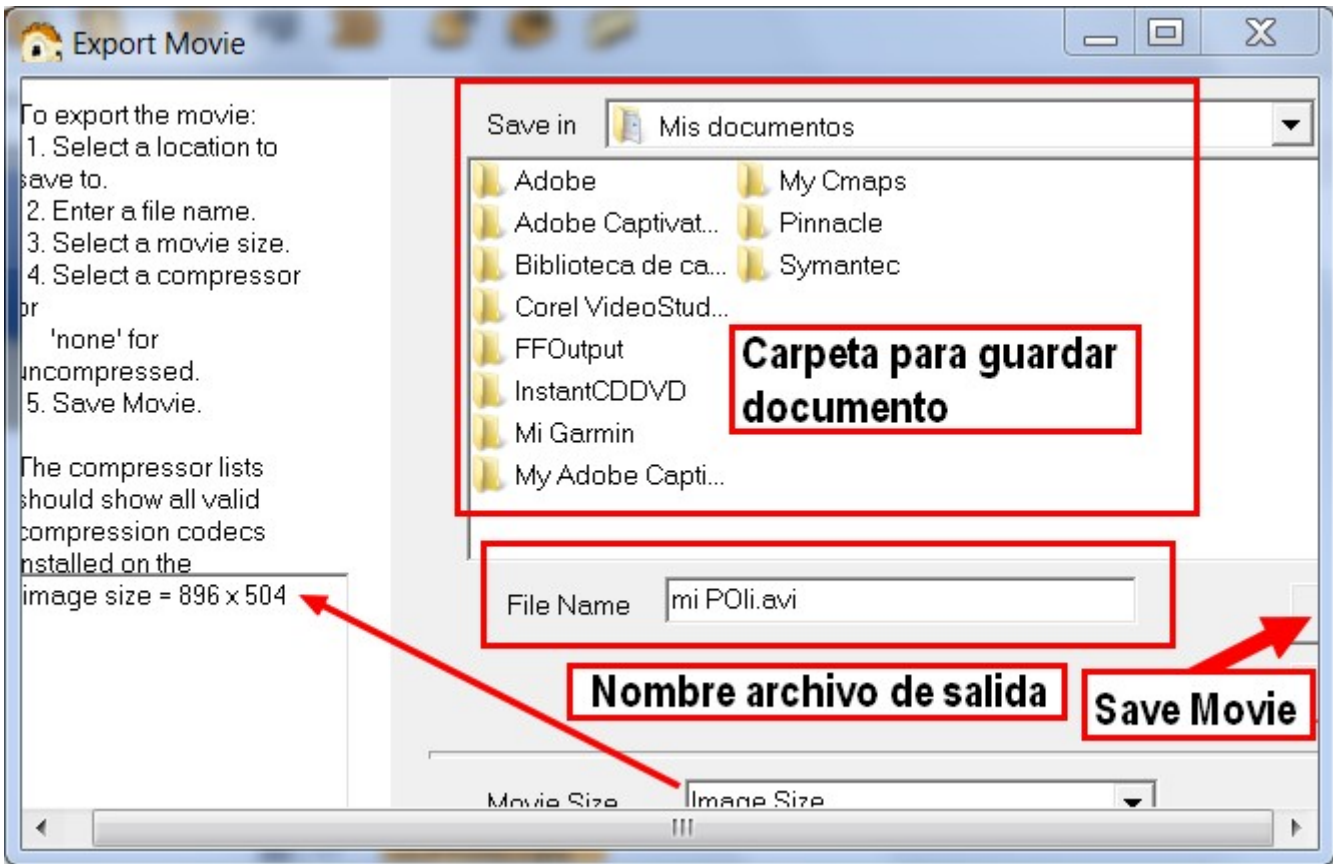 Export Movie
To export the movie:
1. Select a location to
save to.
2. Enter a file name.
3. Select a movie size.
4. Select a compressor
or
'none' for
uncompressed.
5. Save Movie.
The compressor lists
should show all valid
compression codecs
installed on the
image size = 896 x 504
Save in Mis documentos
Adobe
Adobe Captivat...
Biblioteca de ca...
Corel VideoStud...
FFOutput
InstantCDDVD
Mi Garmin
My Adobe Capti...
My Cmaps
Pinnacle
Symantec
Carpeta para guardar
documento
File Name mi POli.avi
Nombre archivo de salida
Save Movie
Movie Size Image Size